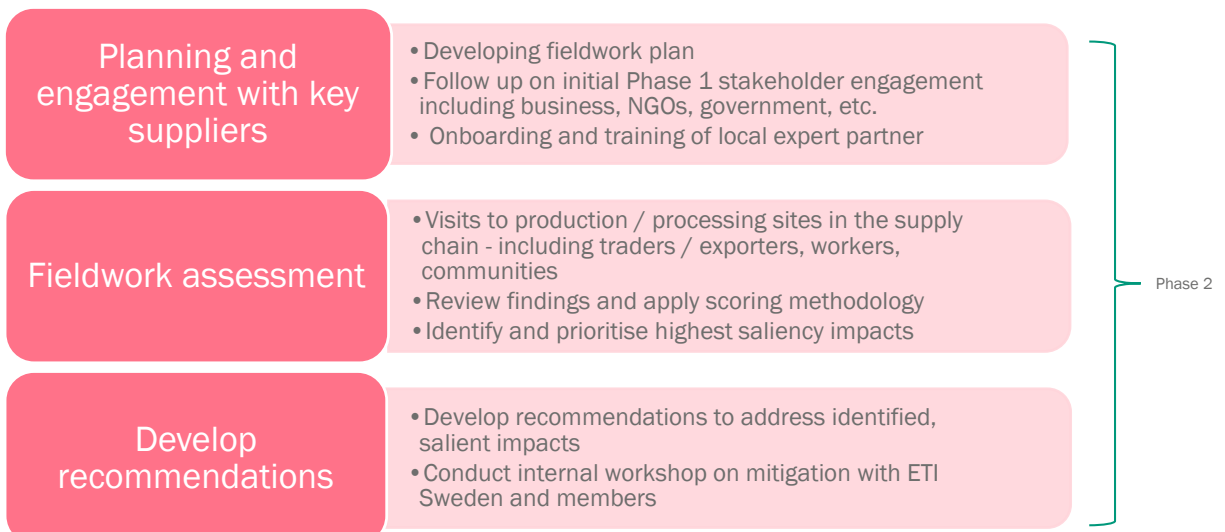 Planning and
engagement with key
suppliers
• Developing fieldwork plan
• Follow up on initial Phase 1 stakeholder engagement
including business, NGOs, government, etc.
• Onboarding and training of local expert partner
Fieldwork assessment
• Visits to production / processing sites in the supply
chain - including traders / exporters, workers,
communities
• Review findings and apply scoring methodology
• Identify and prioritise highest saliency impacts
Phase 2
Develop
recommendations
• Develop recommendations to address identified,
salient impacts
• Conduct internal workshop on mitigation with ETI
Sweden and members